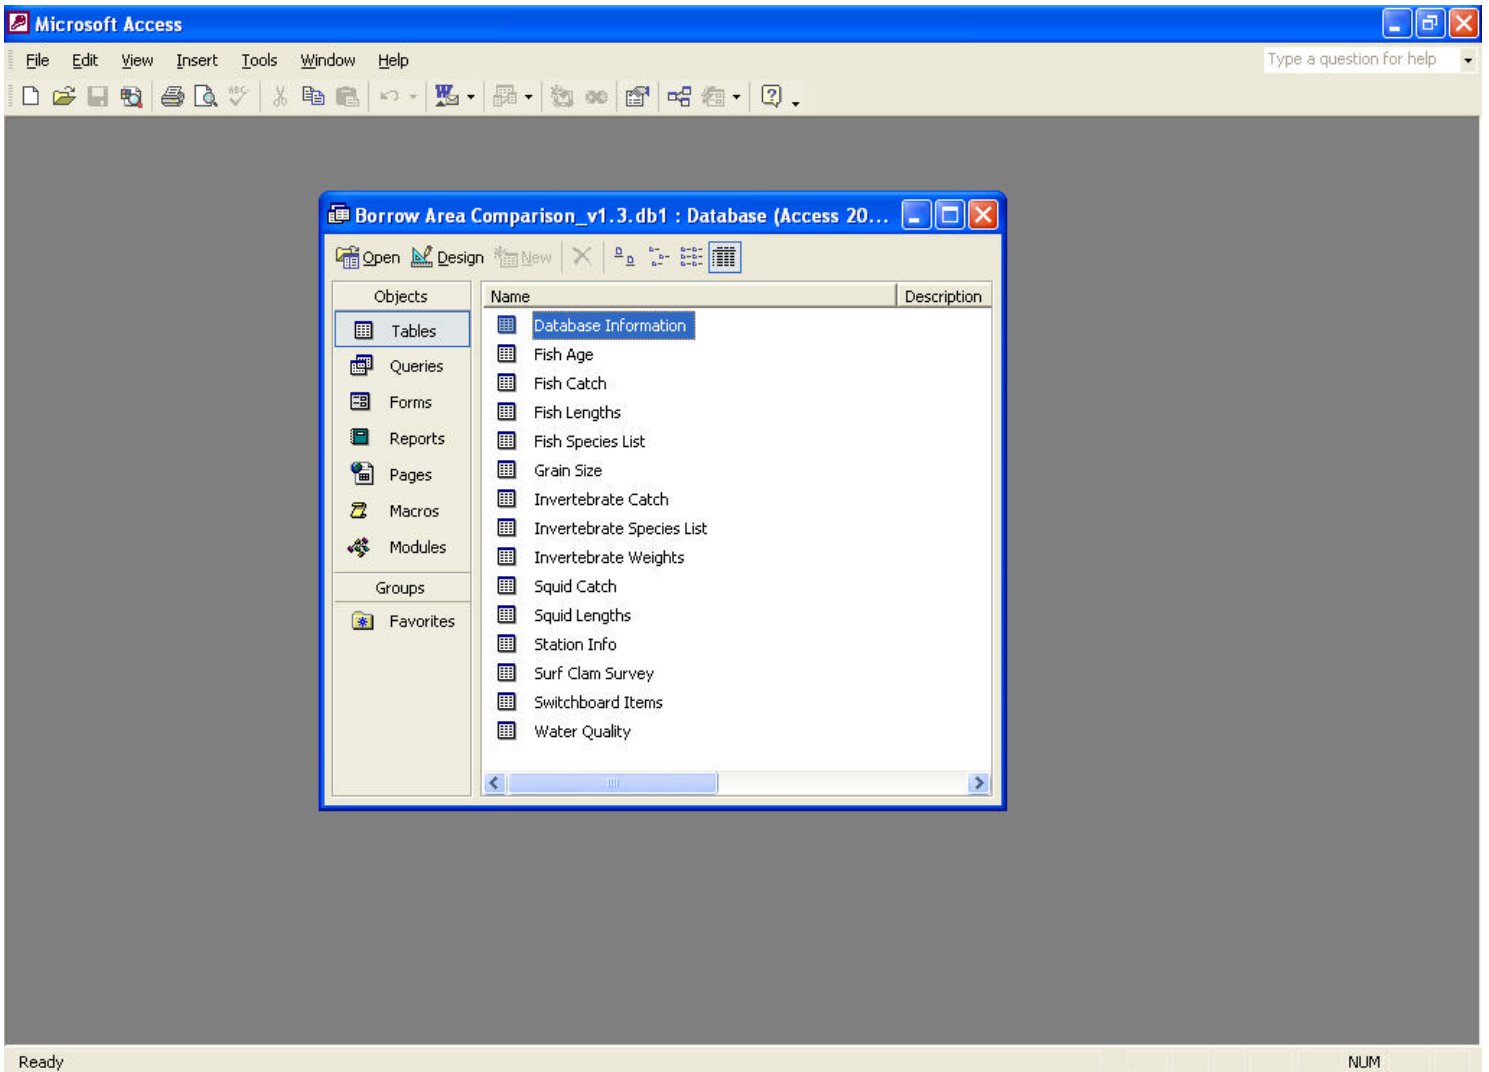 Microsoft Access
File Edit View Insert Tools Window Help
Type a question for help
Borrow Area Comparison_v1.3.db1 : Database (Access 20...
Open Design New
Objects
Tables
Queries
Forms
Reports
Pages
Macros
Modules
Groups
Favorites
Name Description
Database Information
Fish Age
Fish Catch
Fish Lengths
Fish Species List
Grain Size
Invertebrate Catch
Invertebrate Species List
Invertebrate Weights
Squid Catch
Squid Lengths
Station Info
Surf Clam Survey
Switchboard Items
Water Quality
Ready NUM